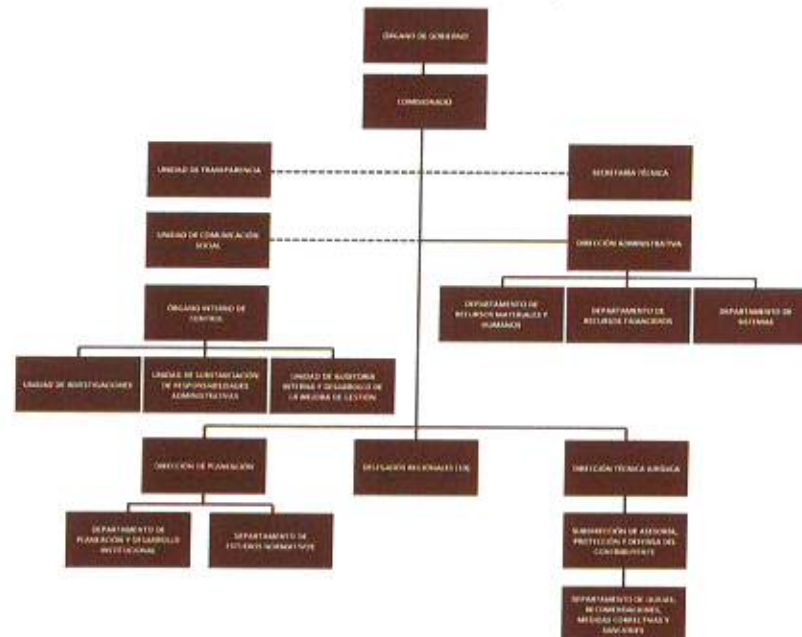 ÓRGANO DE GOBIERNO
COMISIONADO
UNIDAD DE TRANSPARENCIA
SECRETARÍA TÉCNICA
UNIDAD DE COMUNICACIÓN
SOCIAL
DIRECCIÓN ADMINISTRATIVA
DEPARTAMENTO DE
RECURSOS MATERIALES Y
HUMANOS
DEPARTAMENTO DE
RECURSOS FINANCIEROS
DEPARTAMENTO DE
SISTEMAS
ÓRGANO INTERNO DE
CONTROL
UNIDAD DE INVESTIGACIONES
UNIDAD DE SUBSTANCIACIÓN
DE RESPONSABILIDADES
ADMINISTRATIVAS
UNIDAD DE AUDITORÍA
INTERNA Y DESARROLLO DE
LA MEJORA DE GESTIÓN
DIRECCIÓN DE PLANEACIÓN
DELEGADOS REGIONALES
DIRECCIÓN TÉCNICA JURÍDICA
DEPARTAMENTO DE
PLANEACIÓN Y DESARROLLO
INSTITUCIONAL
DEPARTAMENTO DE
ESTUDIOS NORMATIVOS
SUBDIRECCIÓN DE ASESORÍA,
PROTECCIÓN Y DEFENSA DEL
CONTRIBUYENTE
DEPARTAMENTO DE QUEJAS,
RECOMENDACIONES,
MEDIDAS CORRECTIVAS Y
SANCIONES